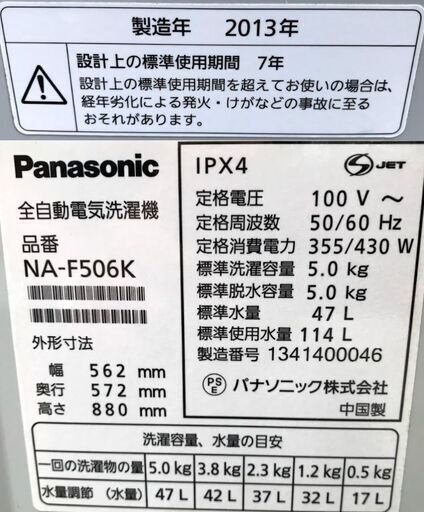 製造年 2013年
設計上の標準使用期間 7年
設計上の標準使用期間を超えてお使いの場合は、
経年劣化による発火・けがなどの事故に至る
おそれがあります。
Panasonic
全自動電気洗濯機
品番
NA-F506K
外形寸法
幅 562 mm
奥行 572 mm
高さ 880 mm
IPX4
S JET
定格電圧 100 V ～
定格周波数 50/60 Hz
定格消費電力 355/430 W
標準洗濯容量 5.0 kg
標準脱水容量 5.0 kg
標準水量 47 L
標準使用水量 114 L
製造番号 1341400046
PSE パナソニック株式会社
中国製
洗濯容量、水量の目安
一回の洗濯物の量 5.0 kg 3.8 kg 2.3 kg 1.2 kg 0.5 kg
水量調節（水量） 47 L 42 L 37 L 32 L 17 L